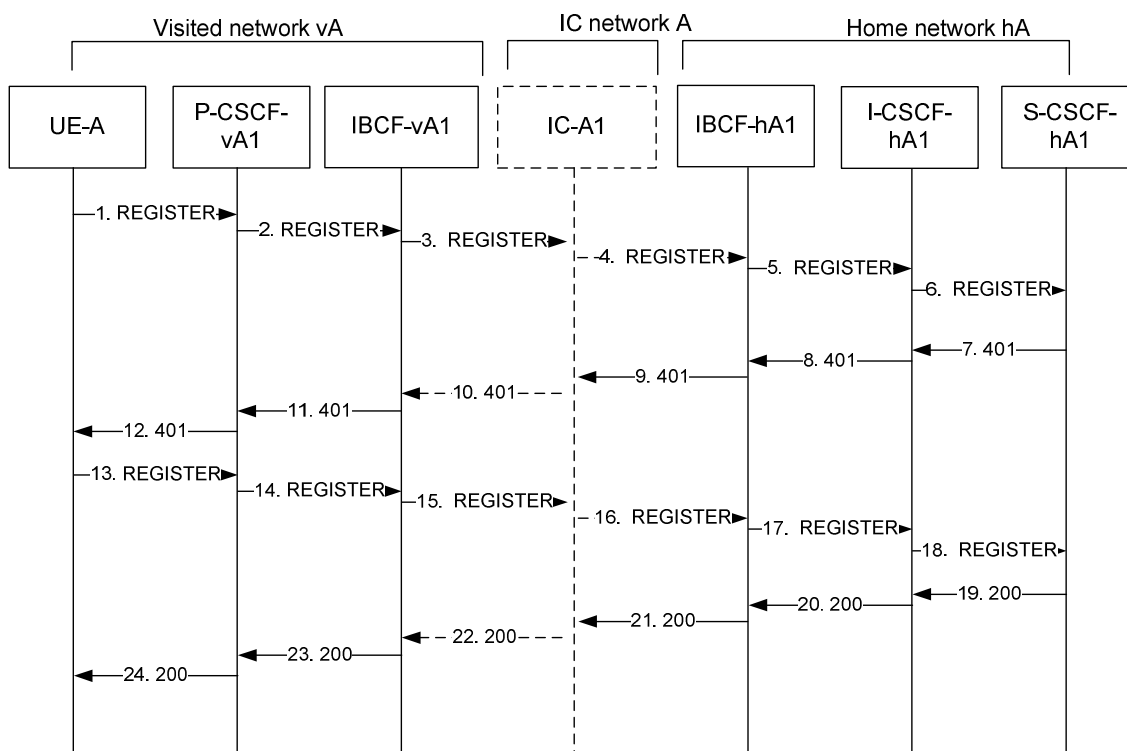 Visited network vA
IC network A
Home network hA
UE-A
P-CSCF-
vA1
IBCF-vA1
IC-A1
IBCF-hA1
I-CSCF-
hA1
S-CSCF-
hA1
1. REGISTER
2. REGISTER
3. REGISTER
4. REGISTER
5. REGISTER
6. REGISTER
7. 401
8. 401
9. 401
10. 401
11. 401
12. 401
13. REGISTER
14. REGISTER
15. REGISTER
16. REGISTER
17. REGISTER
18. REGISTER
19. 200
20. 200
21. 200
22. 200
23. 200
24. 200